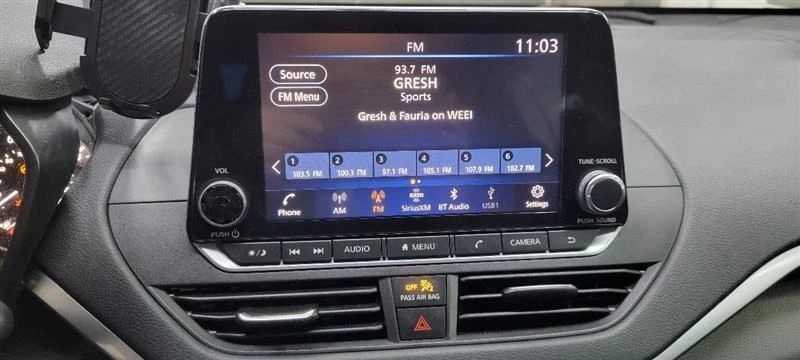 FM 11:03
Source
93.7 FM
GRESH
FM Menu
Sports
Gresh & Fauria on WEEI
1 2 3 4 5 6
103.5 FM 100.3 FM 97.1 FM 105.1 FM 107.9 FM 102.7 FM
Phone AM FM SiriusXM BT Audio USB1 Settings
VOL
PUSH
TUNE·SCROLL
PUSH SOUND
AUDIO MENU CAMERA
OFF
PASS AIR BAG